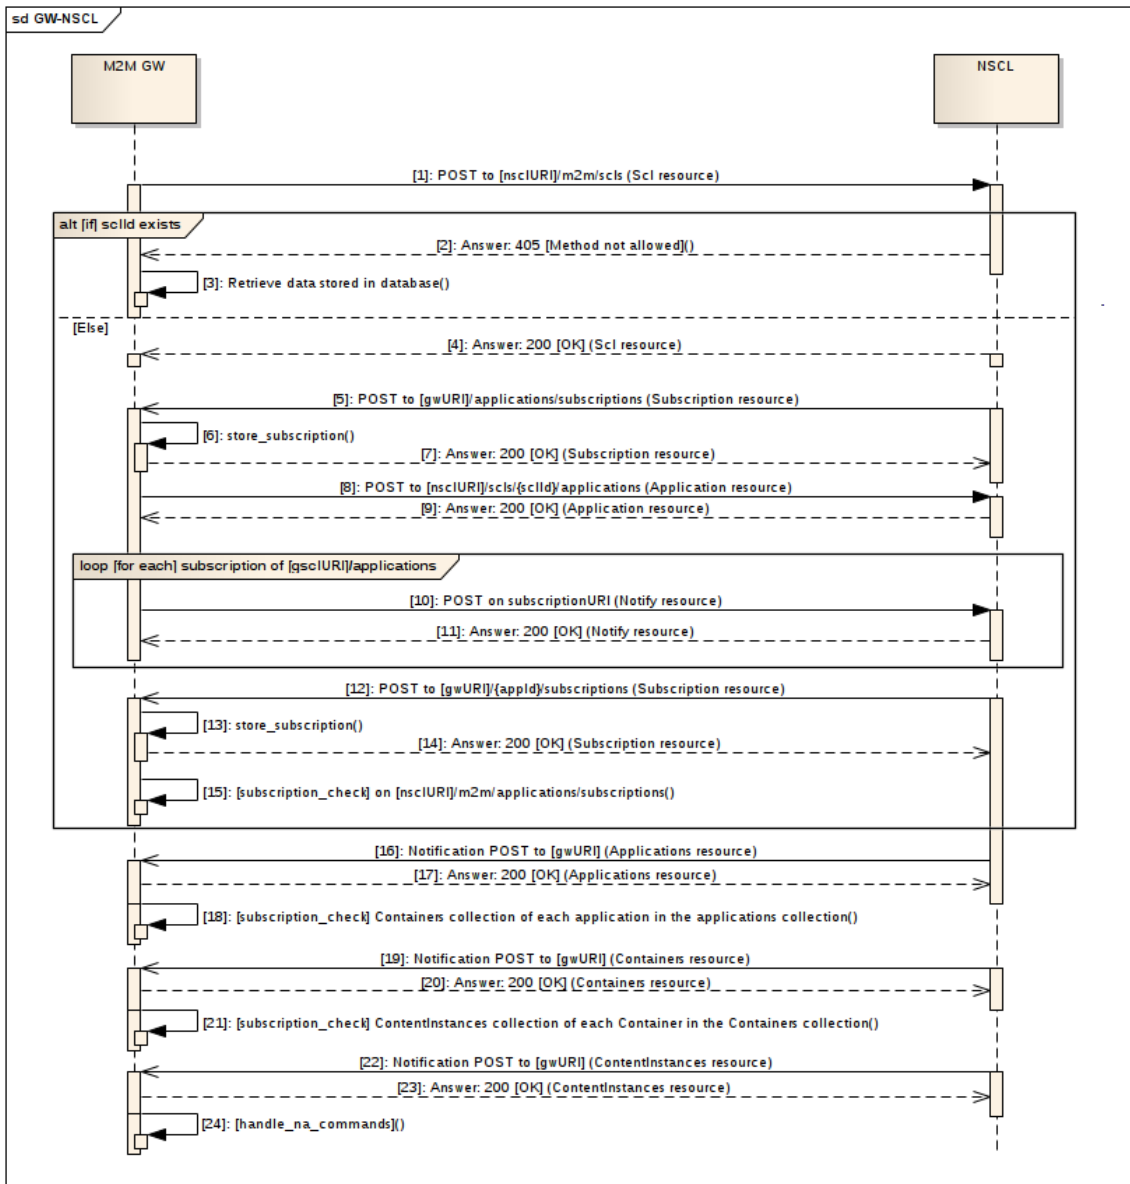 sd GW-NSCL
M2M GW
NSCL
[1]: POST to [nsclURI]/m2m/scls (Scl resource)
alt [if] sclId exists
[2]: Answer: 405 [Method not allowed]()
[3]: Retrieve data stored in database()
[Else]
[4]: Answer: 200 [OK] (Scl resource)
[5]: POST to [gwURI]/applications/subscriptions (Subscription resource)
[6]: store_subscription()
[7]: Answer: 200 [OK] (Subscription resource)
[8]: POST to [nsclURI]/scls/{sclId}/applications (Application resource)
[9]: Answer: 200 [OK] (Application resource)
loop [for each] subscription of [gsclURI]/applications
[10]: POST on subscriptionURI (Notify resource)
[11]: Answer: 200 [OK] (Notify resource)
[12]: POST to [gwURI]/{appId}/subscriptions (Subscription resource)
[13]: store_subscription()
[14]: Answer: 200 [OK] (Subscription resource)
[15]: [subscription_check] on [nsclURI]/m2m/applications/subscriptions()
[16]: Notification POST to [gwURI] (Applications resource)
[17]: Answer: 200 [OK] (Applications resource)
[18]: [subscription_check] Containers collection of each application in the applications collection()
[19]: Notification POST to [gwURI] (Containers resource)
[20]: Answer: 200 [OK] (Containers resource)
[21]: [subscription_check] ContentInstances collection of each Container in the Containers collection()
[22]: Notification POST to [gwURI] (ContentInstances resource)
[23]: Answer: 200 [OK] (ContentInstances resource)
[24]: [handle_na_commands]()